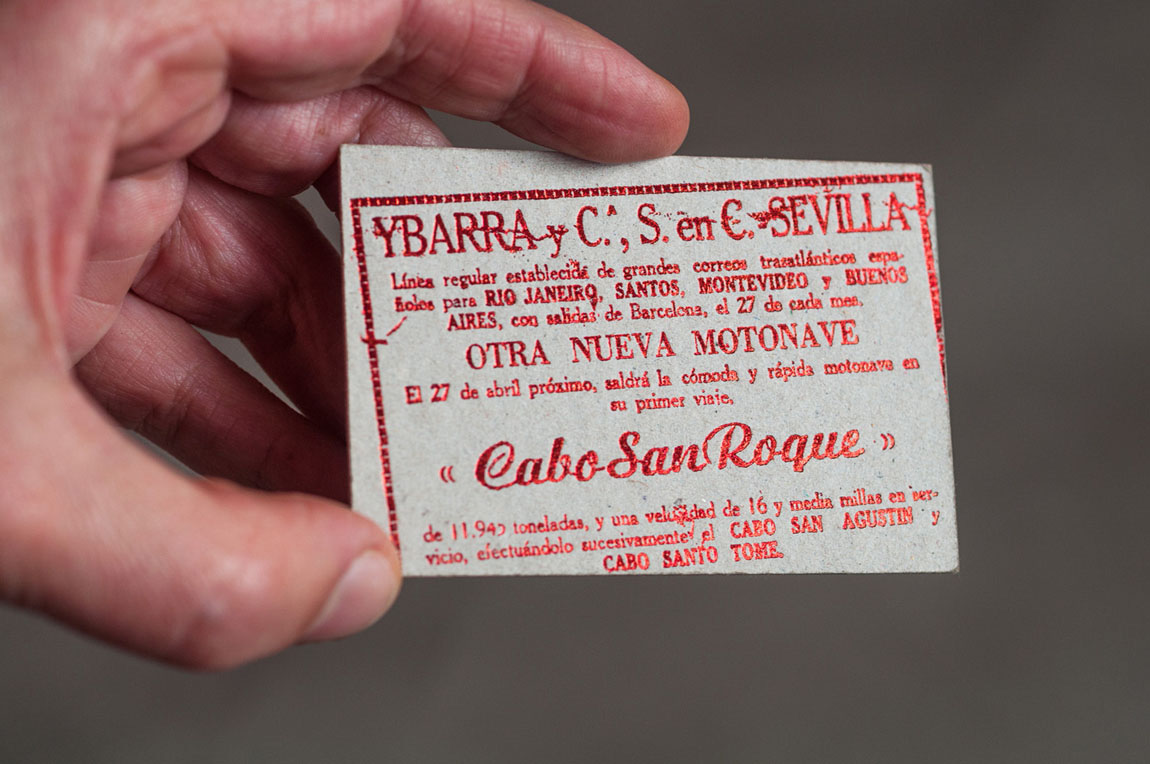 YBARRA y C.ª, S. en C.-SEVILLA
Línea regular establecida de grandes correos trasatlánticos espa-
ñoles para RIO JANEIRO, SANTOS, MONTEVIDEO y BUENOS
AIRES, con salidas de Barcelona, el 27 de cada mes.
OTRA NUEVA MOTONAVE
El 27 de abril próximo, saldrá la cómoda y rápida motonave en
su primer viaje,
« Cabo San Roque »
de 11.945 toneladas, y una velocidad de 16 y media millas en ser-
vicio, efectuándolo sucesivamente el CABO SAN AGUSTIN y
CABO SANTO TOME.